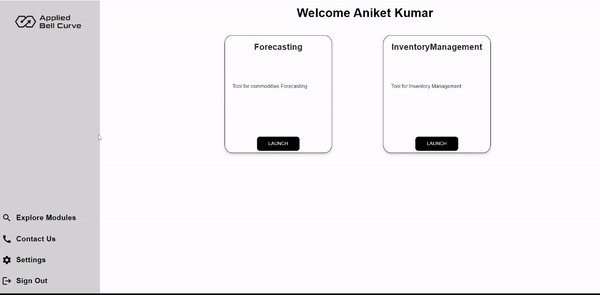 Applied
Bell Curve
Welcome Aniket Kumar
Forecasting
Tool for commodities Forecasting
LAUNCH
InventoryManagement
Tool for Inventory Management
LAUNCH
Explore Modules
Contact Us
Settings
Sign Out